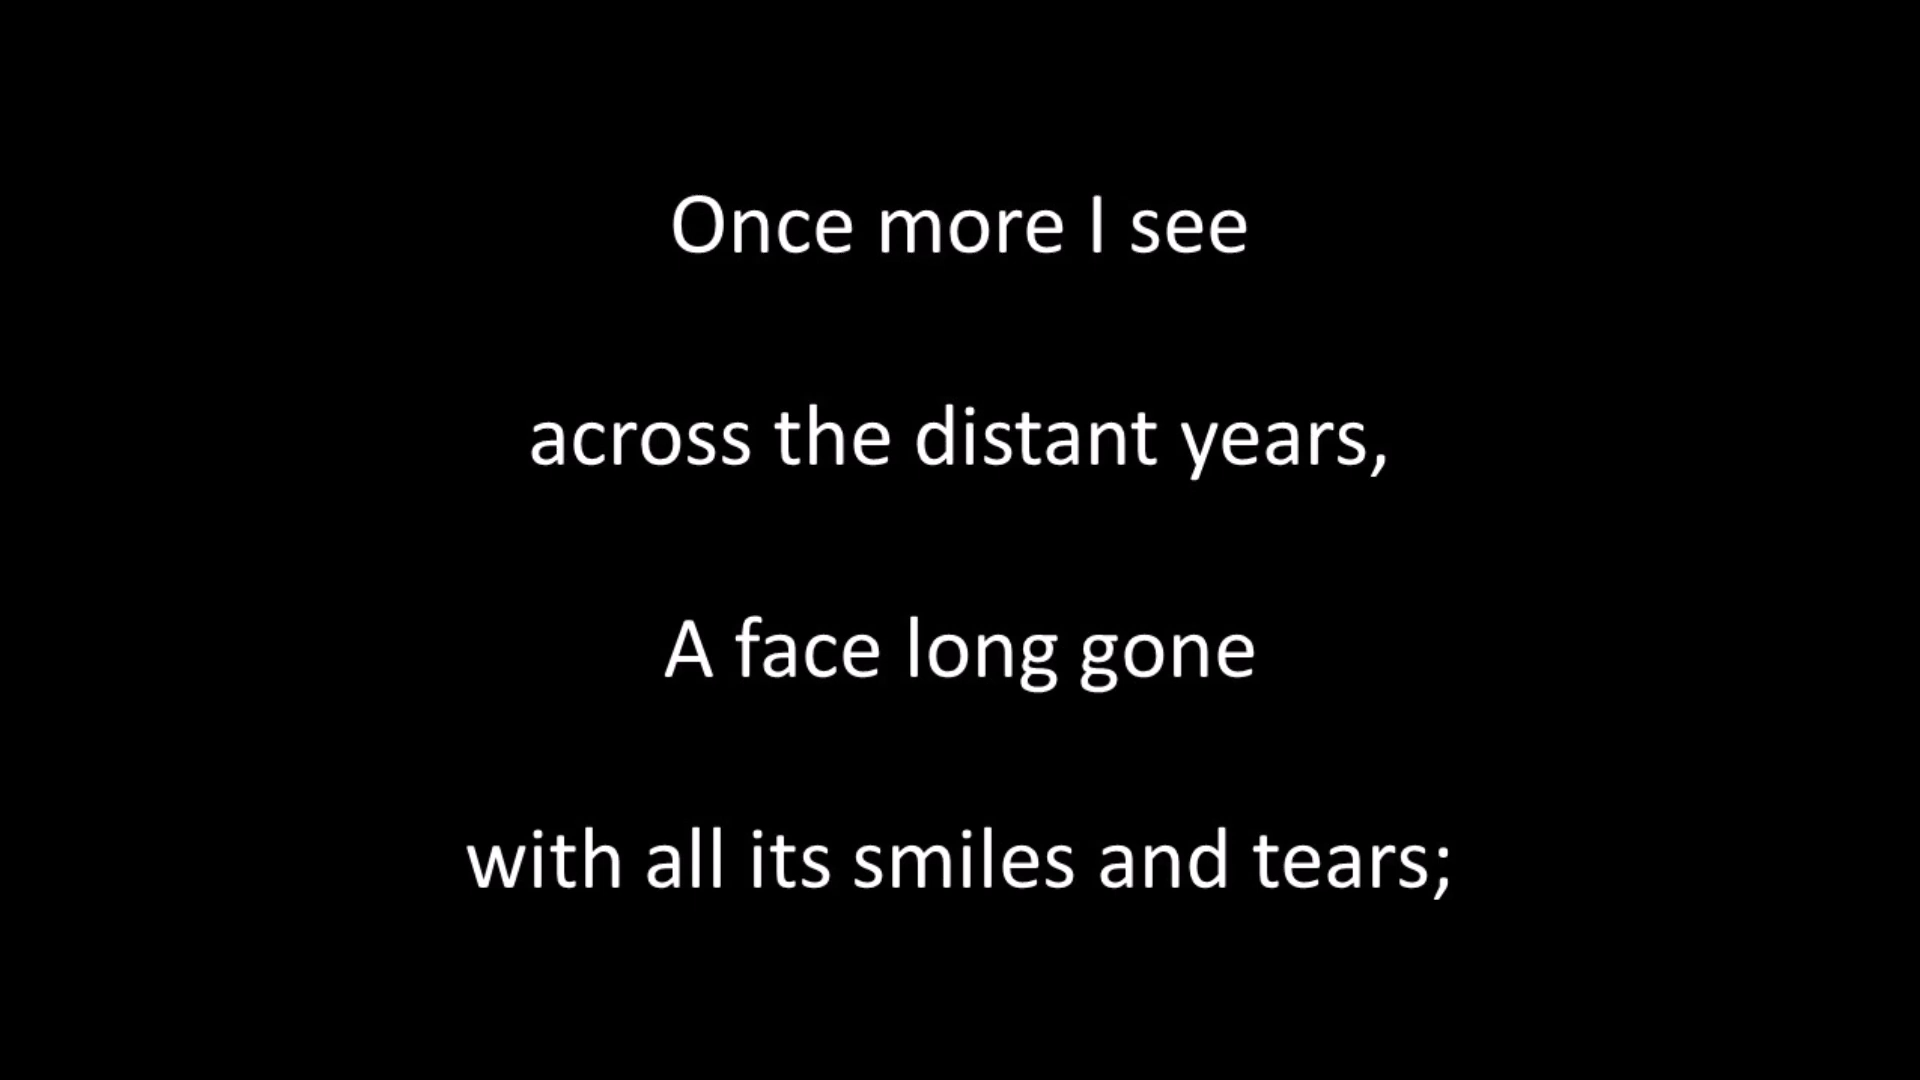 Once more I see
across the distant years,
A face long gone
with all its smiles and tears;